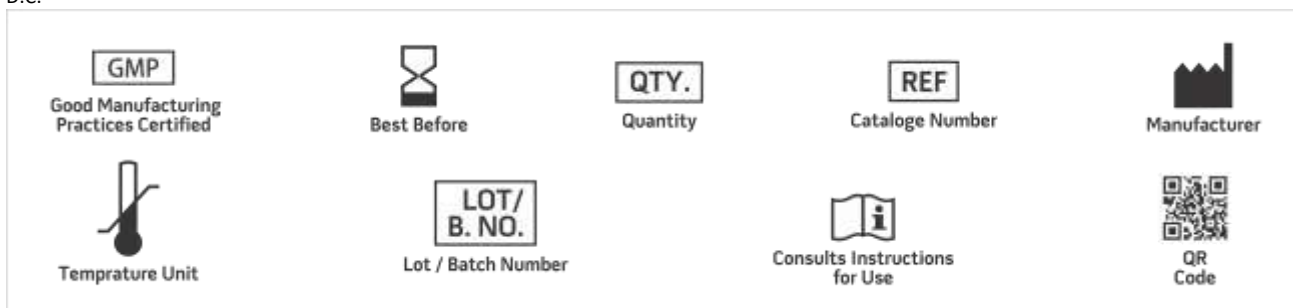 D.C.
GMP
Good Manufacturing
Practices Certified
Best Before
QTY.
Quantity
REF
Cataloge Number
Manufacturer
Temprature Unit
LOT/
B. NO.
Lot / Batch Number
i
Consults Instructions
for Use
QR
Code